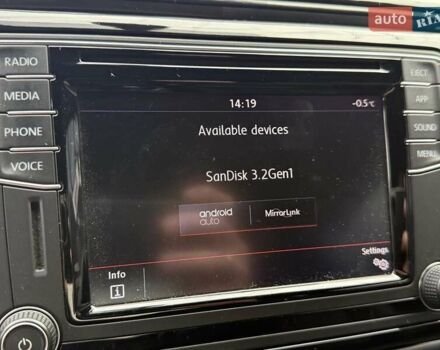 auto RIA
RADIO
MEDIA
PHONE
VOICE
EJECT
APP
SOUND
MENU
14:19
-0.5°C
Available devices
SanDisk 3.2Gen1
android auto
MirrorLink
Settings
Info
i